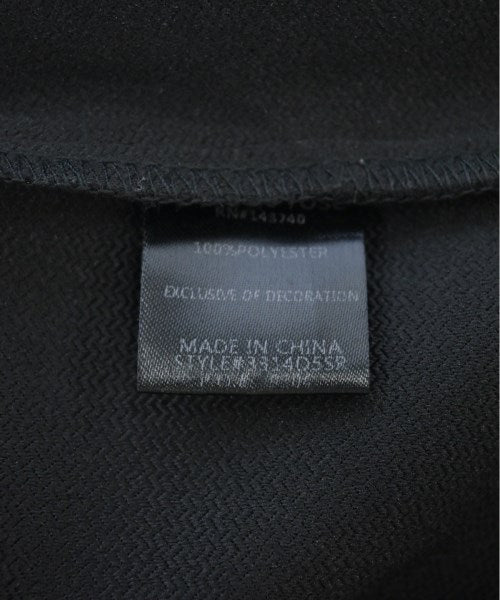 RN#143740
100%POLYESTER
EXCLUSIVE OF DECORATION
MADE IN CHINA
STYLE#3314D5SP